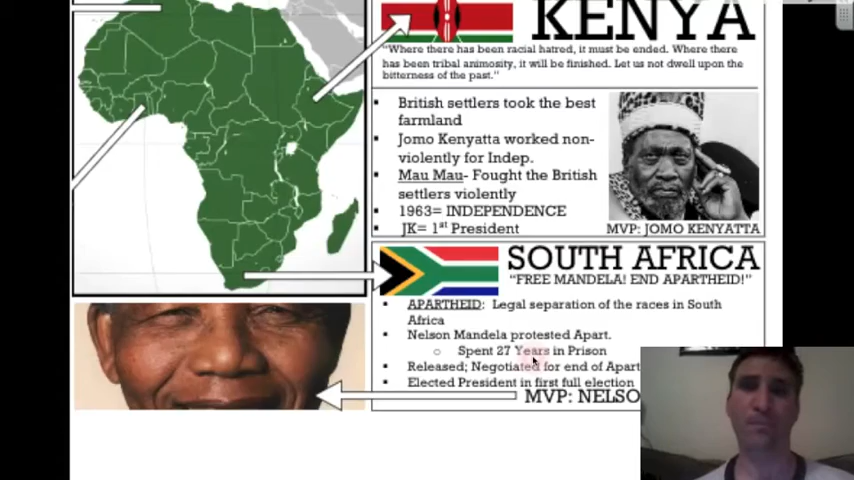 KENYA
"Where there has been racial hatred, it must be ended. Where there
has been tribal animosity, it will be finished. Let us not dwell upon the
bitterness of the past."
▪ British settlers took the best
farmland
▪ Jomo Kenyatta worked non-
violently for Indep.
▪ Mau Mau- Fought the British
settlers violently
▪ 1963= INDEPENDENCE
▪ JK= 1st President
MVP: JOMO KENYATTA
SOUTH AFRICA
"FREE MANDELA! END APARTHEID!"
▪ APARTHEID: Legal separation of the races in South
Africa
▪ Nelson Mandela protested Apart.
o Spent 27 Years in Prison
▪ Released; Negotiated for end of Apart
▪ Elected President in first full election
MVP: NELSO